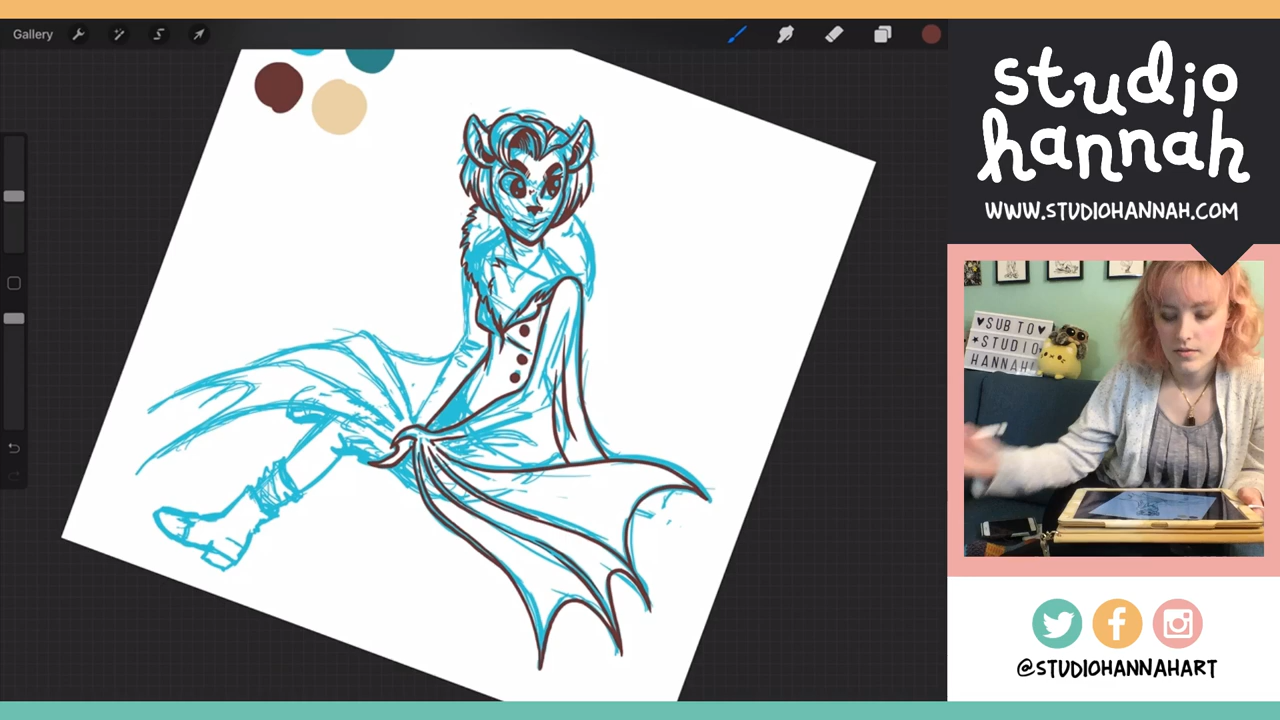 Gallery
studio
hannah
WWW.STUDIOHANNAH.COM
♥SUB TO♥
★STUDIO
HANNAH!
@STUDIOHANNAHART